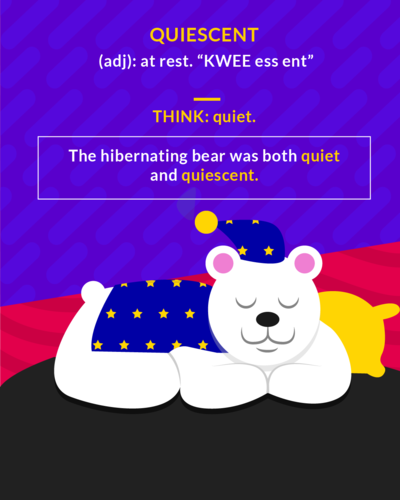 QUIESCENT
(adj): at rest. “KWEE ess ent”
THINK: quiet.
The hibernating bear was both quiet
and quiescent.